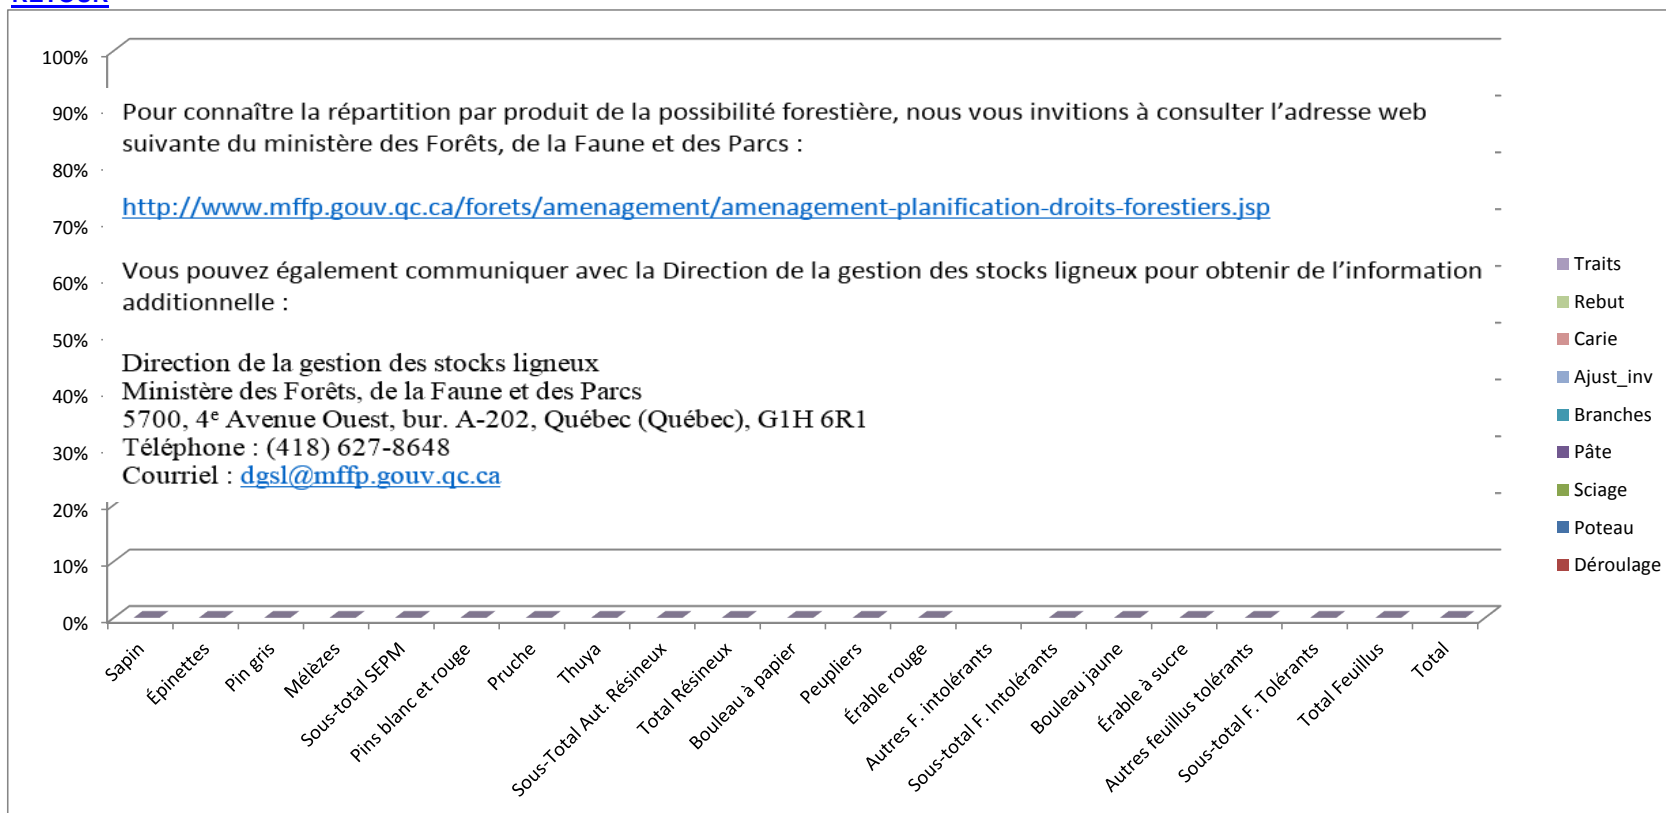 RETOUR
100%
90%
80%
70%
60%
50%
40%
30%
20%
10%
0%
Pour connaître la répartition par produit de la possibilité forestière, nous vous invitions à consulter l’adresse web
suivante du ministère des Forêts, de la Faune et des Parcs :
http://www.mffp.gouv.qc.ca/forets/amenagement/amenagement-planification-droits-forestiers.jsp
Vous pouvez également communiquer avec la Direction de la gestion des stocks ligneux pour obtenir de l’information
additionnelle :
Direction de la gestion des stocks ligneux
Ministère des Forêts, de la Faune et des Parcs
5700, 4e Avenue Ouest, bur. A-202, Québec (Québec), G1H 6R1
Téléphone : (418) 627-8648
Courriel : dgsl@mffp.gouv.qc.ca
Traits
Rebut
Carie
Ajust_inv
Branches
Pâte
Sciage
Poteau
Déroulage
Sapin
Épinettes
Pin gris
Mélèzes
Sous-total SEPM
Pins blanc et rouge
Pruche
Thuya
Sous-Total Aut. Résineux
Total Résineux
Bouleau à papier
Peupliers
Érable rouge
Autres F. intolérants
Sous-total F. Intolérants
Bouleau jaune
Érable à sucre
Autres feuillus tolérants
Sous-total F. Tolérants
Total Feuillus
Total